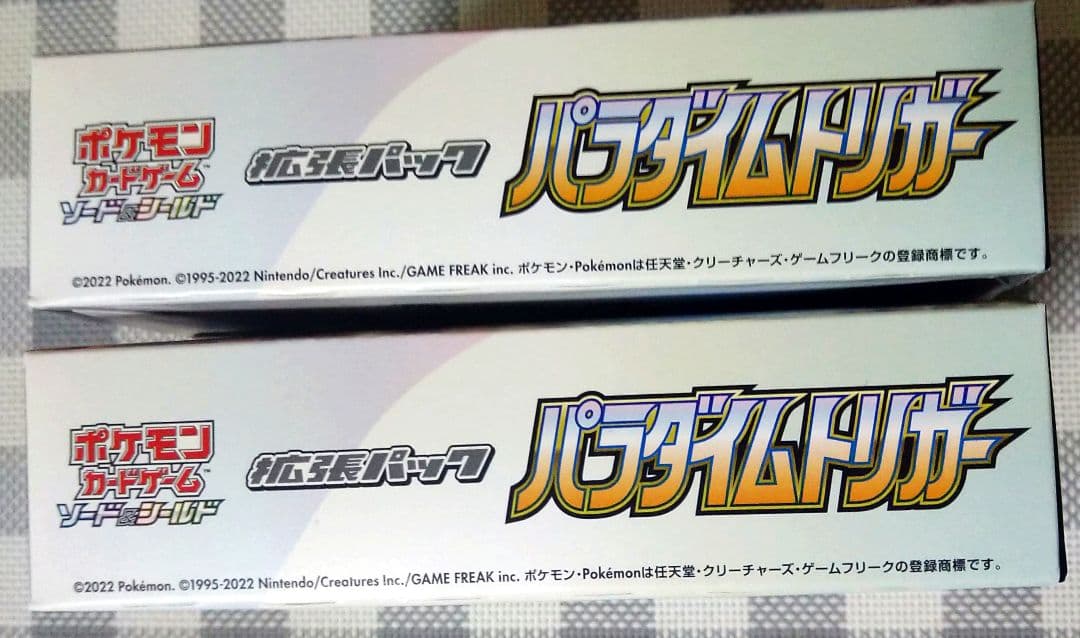 ポケモン
カードゲーム™
ソード&シールド
拡張パック
パラダイムトリガー
©2022 Pokémon. ©1995-2022 Nintendo/Creatures Inc./GAME FREAK inc. ポケモン・Pokémonは任天堂・クリーチャーズ・ゲームフリークの登録商標です。
ポケモン
カードゲーム™
ソード&シールド
拡張パック
パラダイムトリガー
©2022 Pokémon. ©1995-2022 Nintendo/Creatures Inc./GAME FREAK inc. ポケモン・Pokémonは任天堂・クリーチャーズ・ゲームフリークの登録商標です。